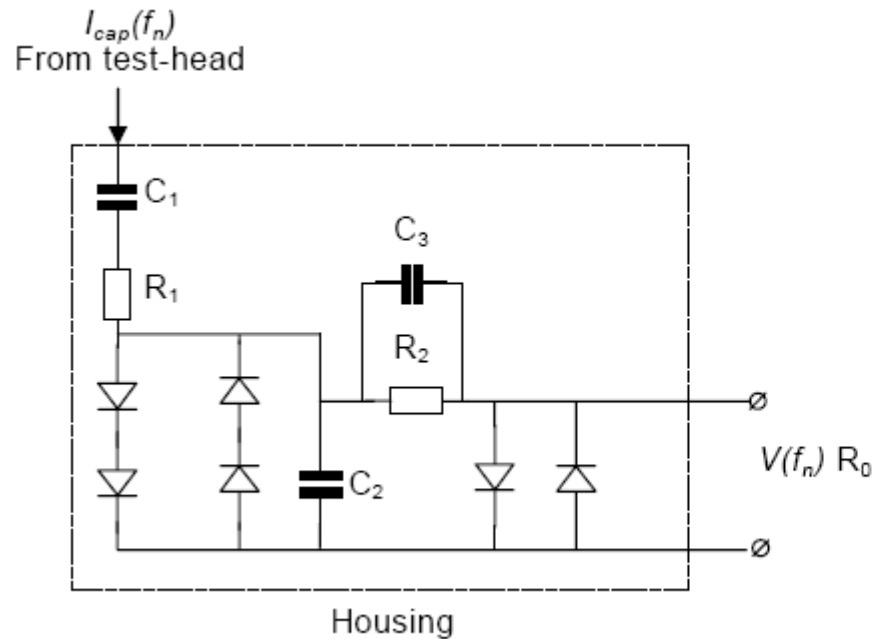 I_cap(f_n)
From test-head
C₁
C₃
R₁
R₂
C₂
V(f_n) R₀
Housing